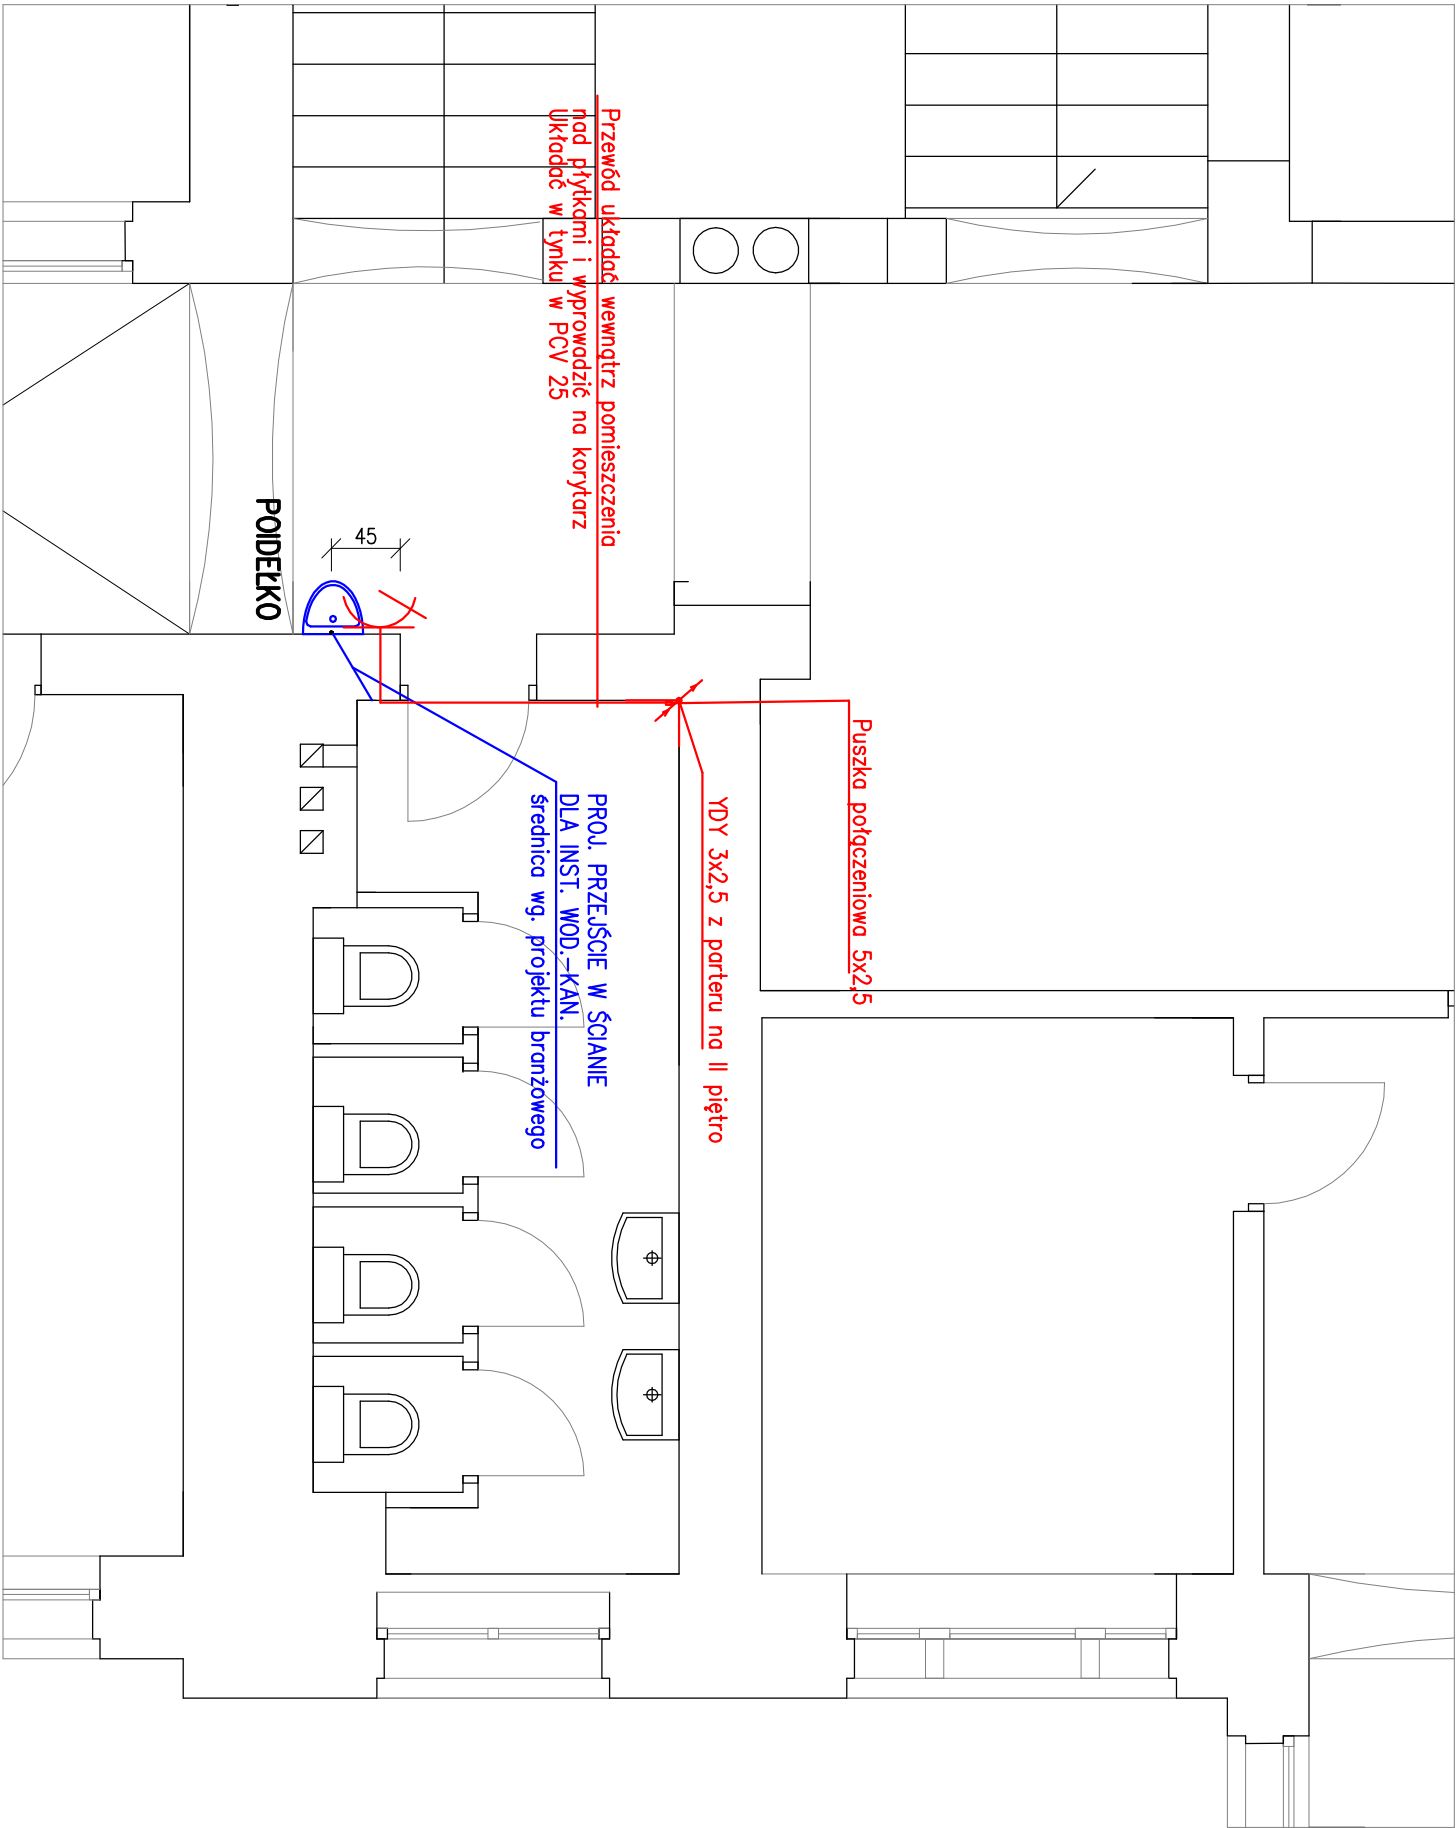 Przewód układać wewnątrz pomieszczenia
nad płytkami i wyprowadzić na korytarz
Układać w tynku w PCV 25
POIDEŁKO
45
Puszka połączeniowa 5x2,5
YDY 3x2,5 z parteru na II piętro
PROJ. PRZEJŚCIE W ŚCIANIE
DLA INST. WOD.-KAN.
średnica wg. projektu branżowego